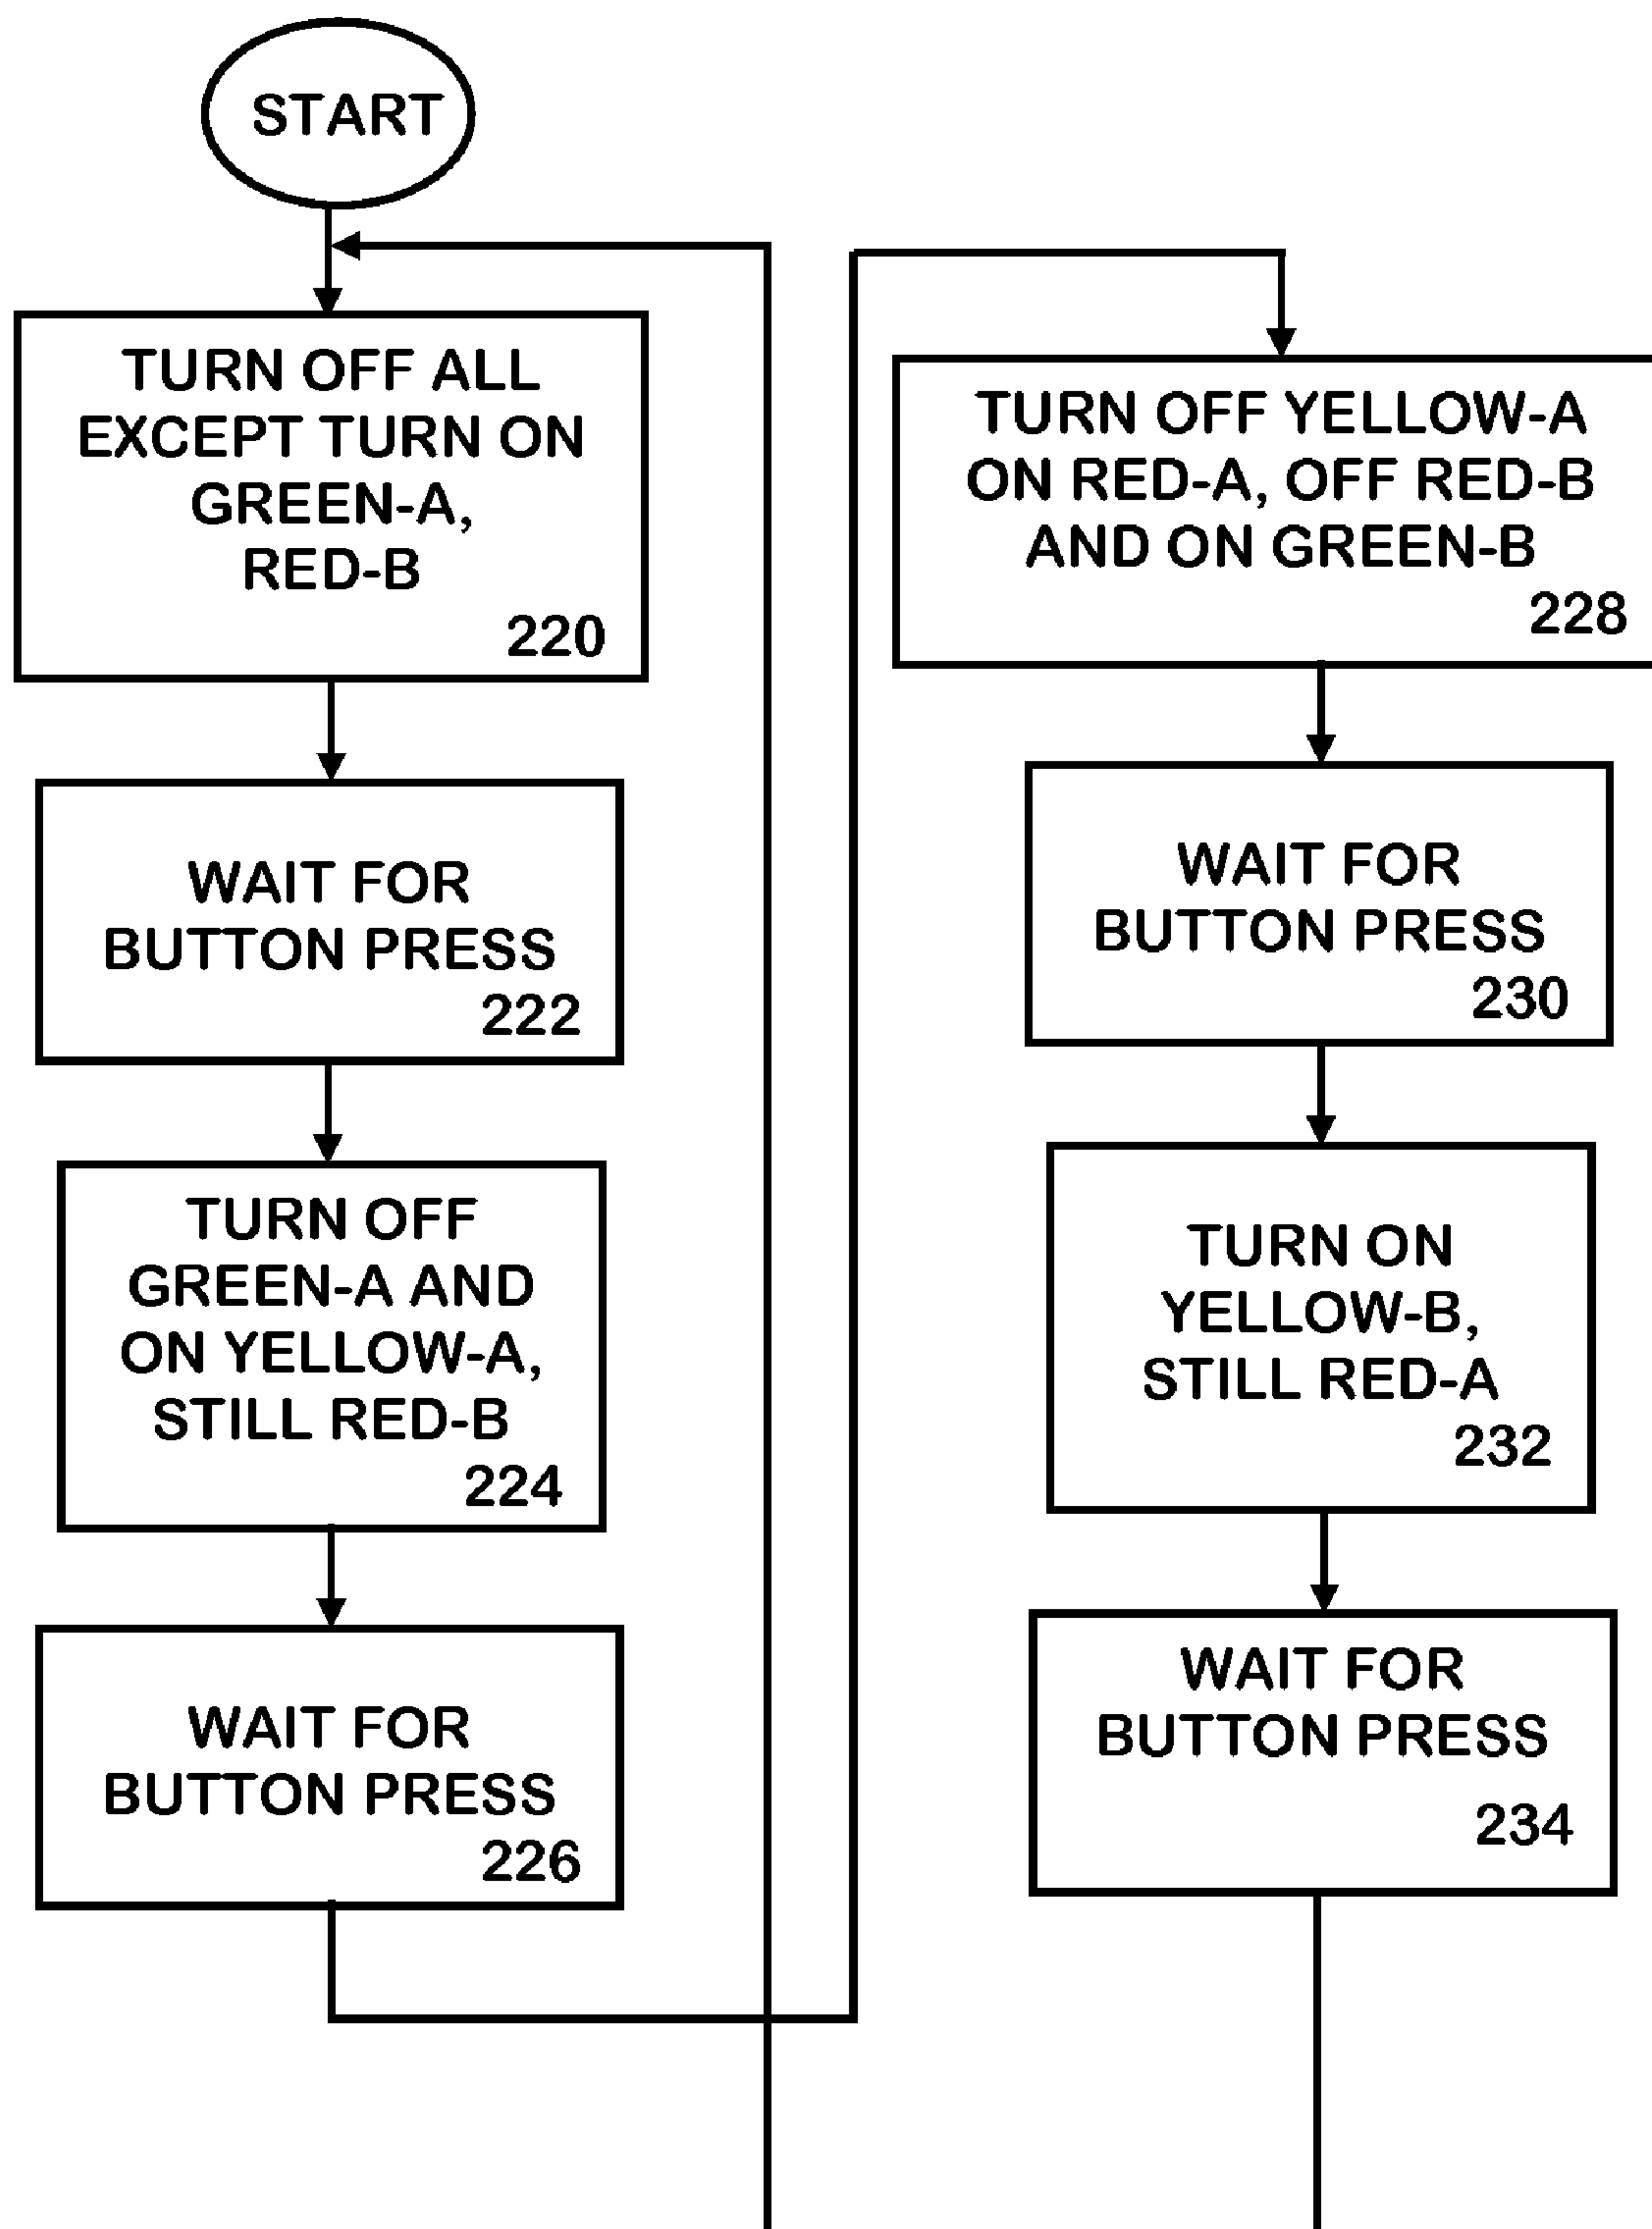 START
TURN OFF ALL
EXCEPT TURN ON
GREEN-A,
RED-B
220
WAIT FOR
BUTTON PRESS
222
TURN OFF
GREEN-A AND
ON YELLOW-A,
STILL RED-B
224
WAIT FOR
BUTTON PRESS
226
TURN OFF YELLOW-A
ON RED-A, OFF RED-B
AND ON GREEN-B
228
WAIT FOR
BUTTON PRESS
230
TURN ON
YELLOW-B,
STILL RED-A
232
WAIT FOR
BUTTON PRESS
234